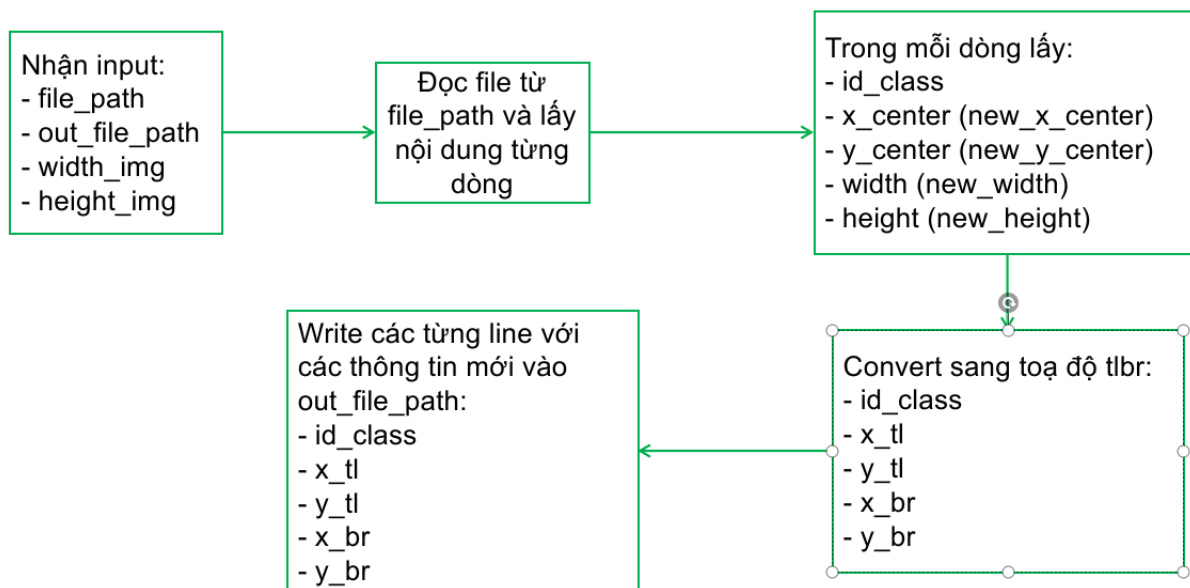 Nhận input:
- file_path
- out_file_path
- width_img
- height_img
Đọc file từ
file_path và lấy
nội dung từng
dòng
Trong mỗi dòng lấy:
- id_class
- x_center (new_x_center)
- y_center (new_y_center)
- width (new_width)
- height (new_height)
Convert sang toạ độ tlbr:
- id_class
- x_tl
- y_tl
- x_br
- y_br
Write các từng line với
các thông tin mới vào
out_file_path:
- id_class
- x_tl
- y_tl
- x_br
- y_br